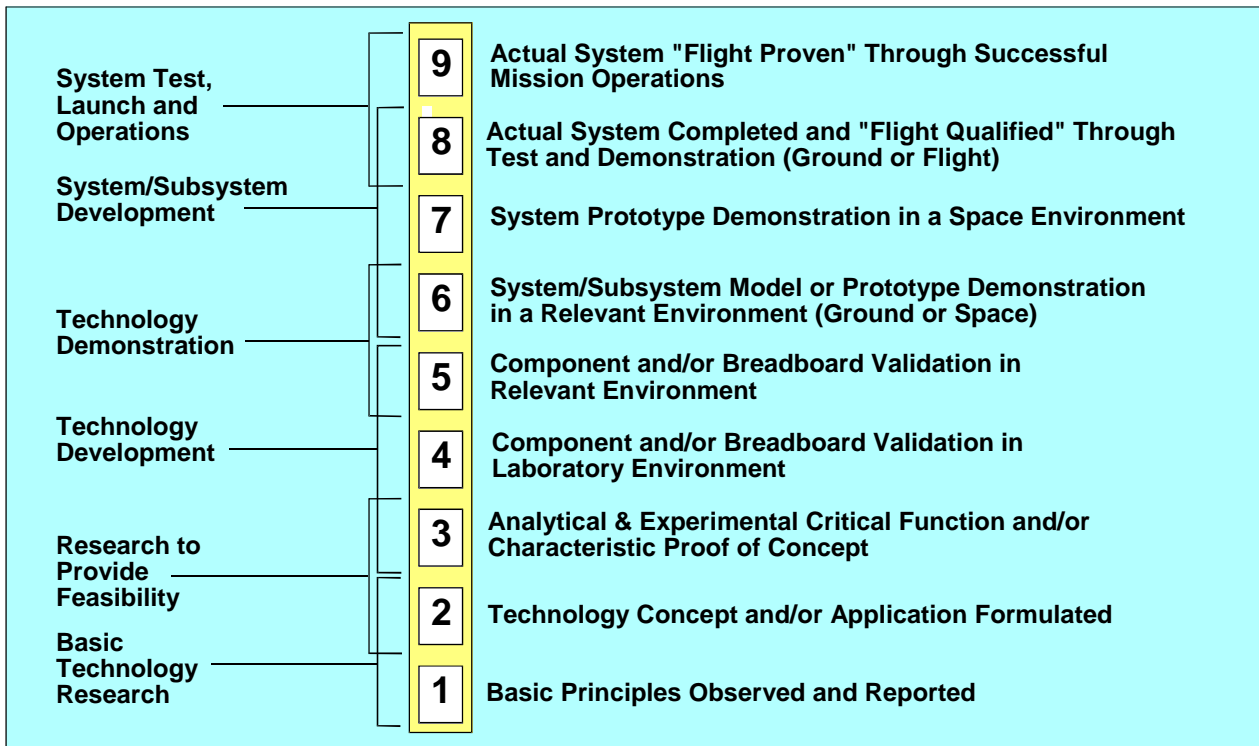 System Test,
Launch and
Operations
System/Subsystem
Development
Technology
Demonstration
Technology
Development
Research to
Provide
Feasibility
Basic
Technology
Research
9
Actual System "Flight Proven" Through Successful
Mission Operations
8
Actual System Completed and "Flight Qualified" Through
Test and Demonstration (Ground or Flight)
7
System Prototype Demonstration in a Space Environment
6
System/Subsystem Model or Prototype Demonstration
in a Relevant Environment (Ground or Space)
5
Component and/or Breadboard Validation in
Relevant Environment
4
Component and/or Breadboard Validation in
Laboratory Environment
3
Analytical & Experimental Critical Function and/or
Characteristic Proof of Concept
2
Technology Concept and/or Application Formulated
1
Basic Principles Observed and Reported